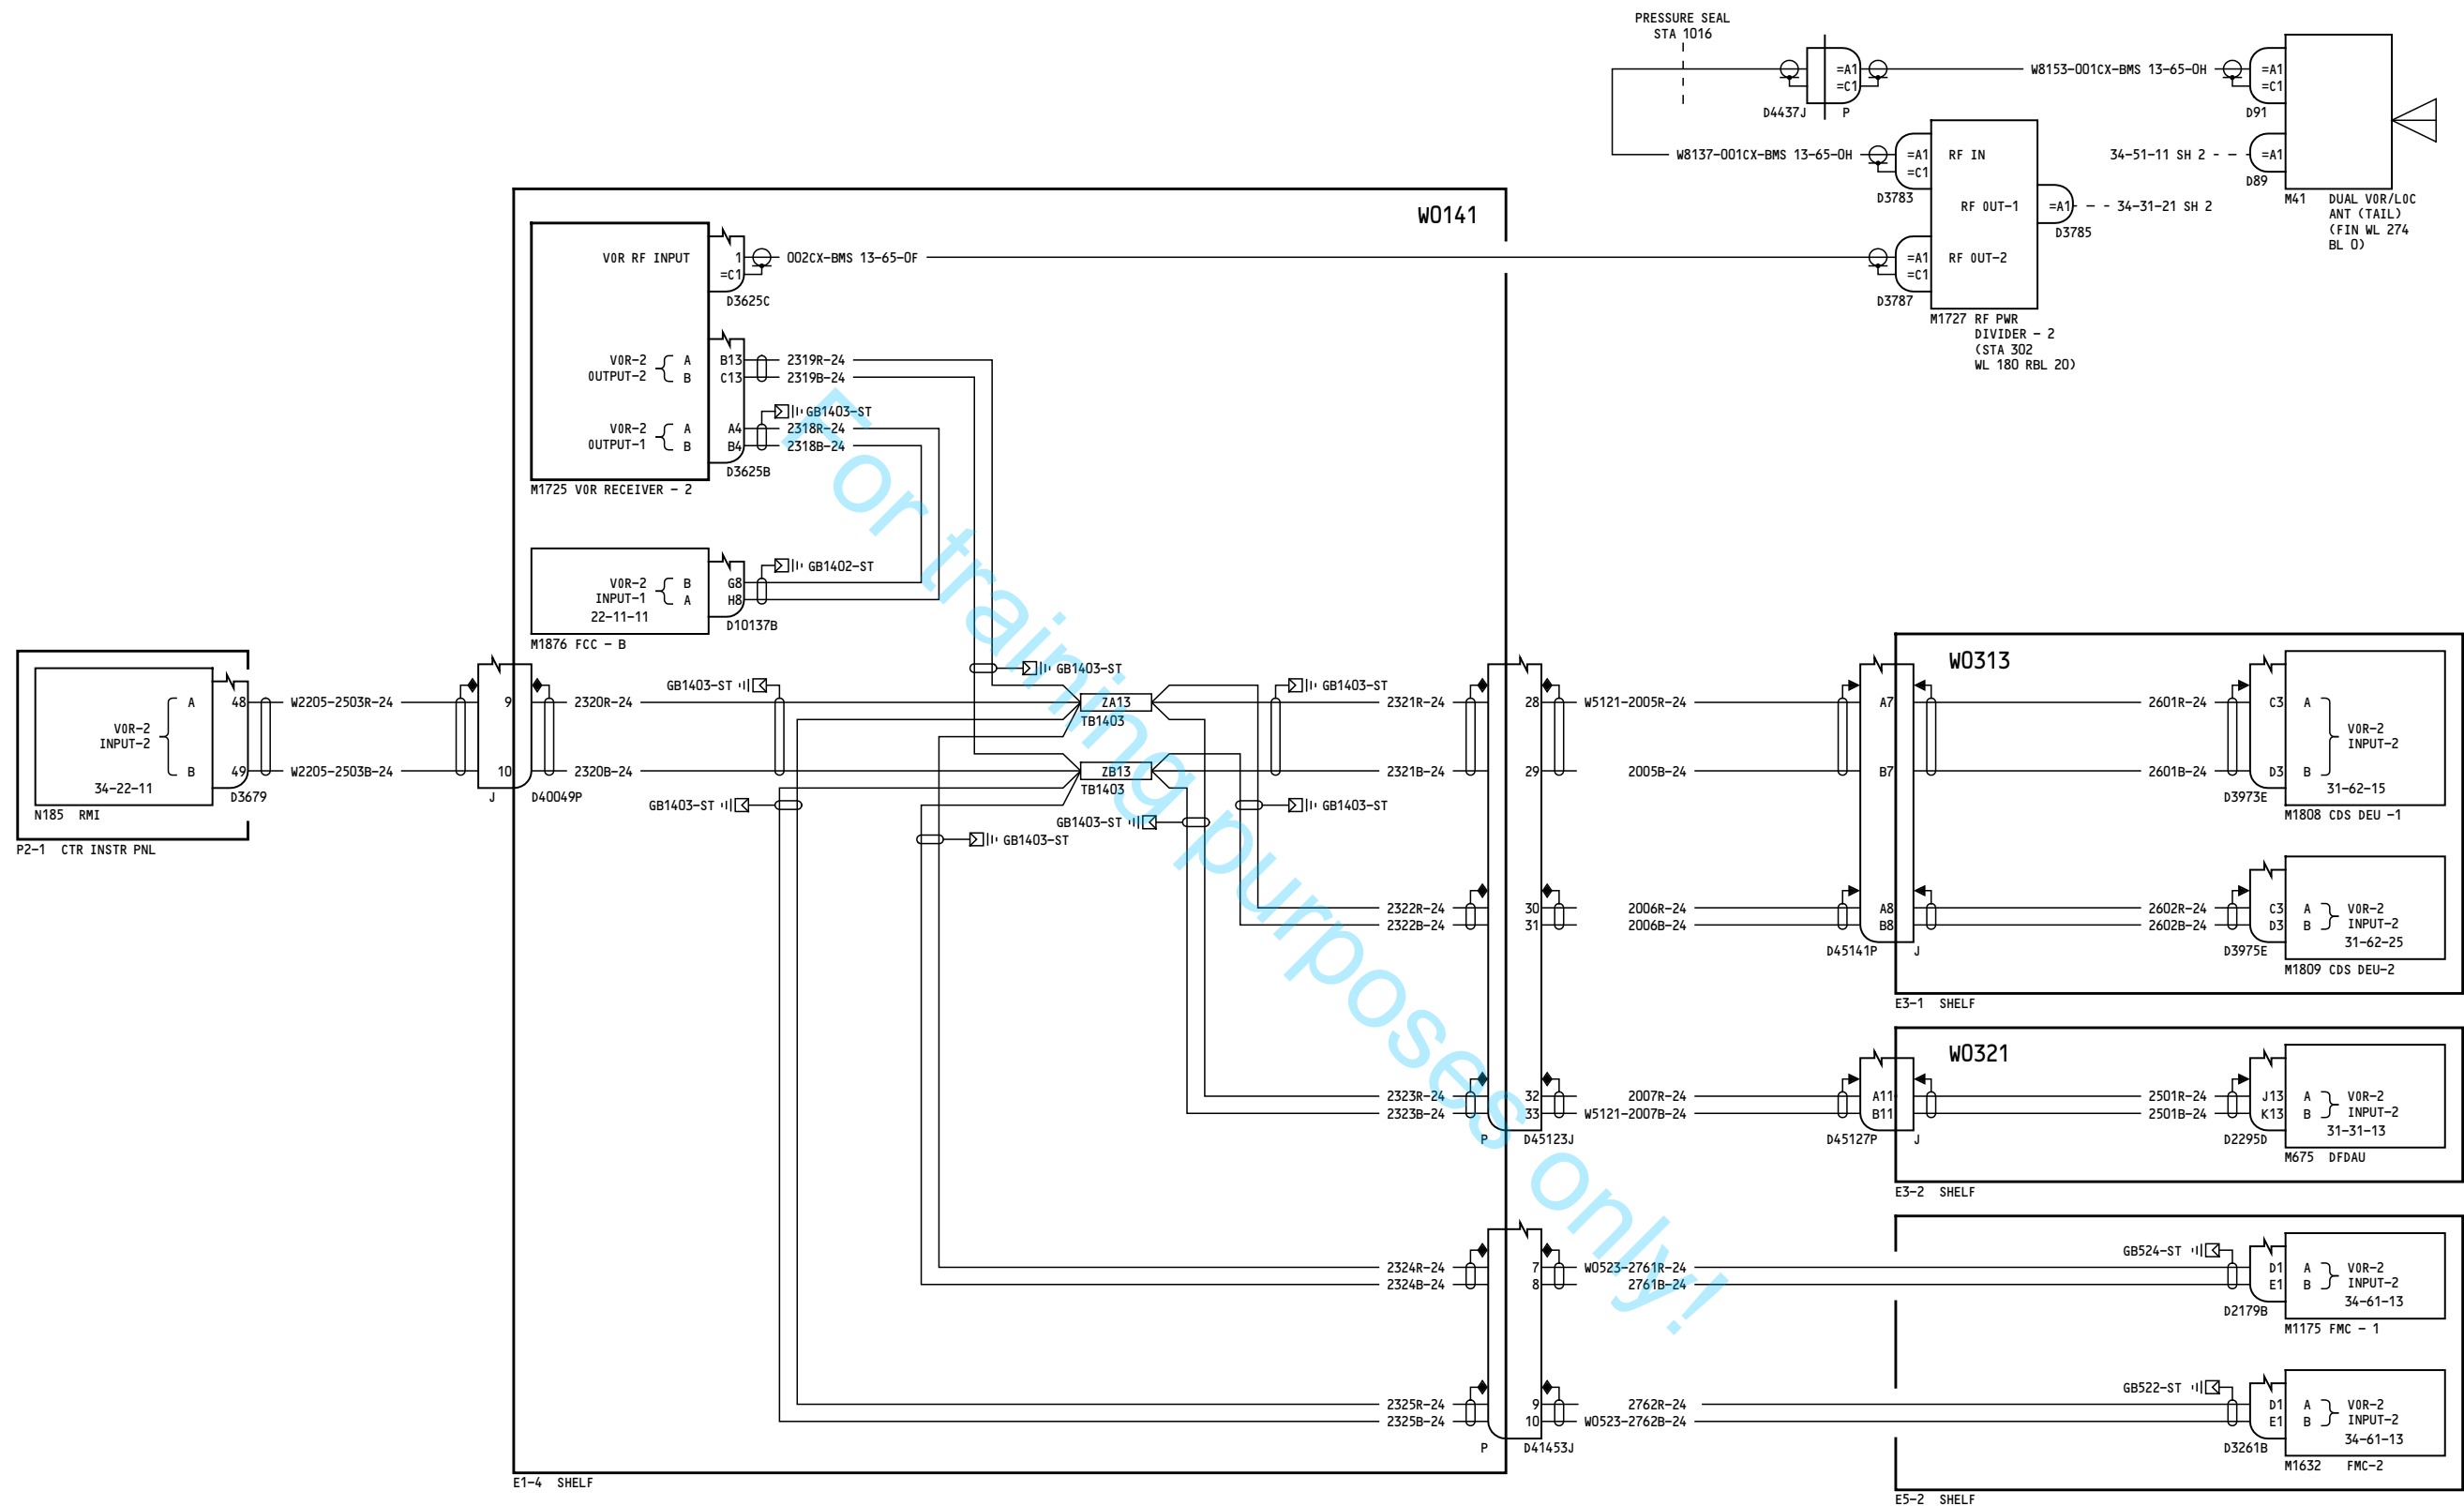 PRESSURE SEAL
STA 1016
=A1
=C1
D4437J P
W8153-001CX-BMS 13-65-0H
=A1
=C1
D91
34-51-11 SH 2
=A1
D89
M41 DUAL VOR/LOC
ANT (TAIL)
(FIN WL 274
BL 0)
W8137-001CX-BMS 13-65-0H
=A1 RF IN
=C1
D3783
RF OUT-1 =A1
34-31-21 SH 2
D3785
=A1 RF OUT-2
=C1
D3787
M1727 RF PWR
DIVIDER - 2
(STA 302
WL 180 RBL 20)
W0141
VOR RF INPUT 1
=C1
002CX-BMS 13-65-0F
D3625C
VOR-2 A B13 2319R-24
OUTPUT-2 B C13 2319B-24
GB1403-ST
VOR-2 A A4 2318R-24
OUTPUT-1 B B4 2318B-24
D3625B
M1725 VOR RECEIVER - 2
GB1402-ST
VOR-2 B G8
INPUT-1 A H8
22-11-11
D10137B
M1876 FCC - B
A 48 W2205-2503R-24 9 2320R-24
VOR-2
INPUT-2
B 49 W2205-2503B-24 10 2320B-24
34-22-11
D3679
J D40049P
N185 RMI
P2-1 CTR INSTR PNL
GB1403-ST
GB1403-ST
GB1403-ST
ZA13
TB1403
ZB13
TB1403
GB1403-ST
GB1403-ST
GB1403-ST
GB1403-ST
2321R-24 28 W5121-2005R-24 A7
2321B-24 29 2005B-24 B7
2322R-24 30 2006R-24 A8
2322B-24 31 2006B-24 B8
D45141P J
2323R-24 32 2007R-24 A11
2323B-24 33 W5121-2007B-24 B11
P D45123J
D45127P J
W0313
2601R-24 C3 A
VOR-2
INPUT-2
2601B-24 D3 B
31-62-15
D3973E
M1808 CDS DEU -1
2602R-24 C3 A VOR-2
2602B-24 D3 B INPUT-2
31-62-25
D3975E
M1809 CDS DEU-2
E3-1 SHELF
W0321
2501R-24 J13 A VOR-2
2501B-24 K13 B INPUT-2
31-31-13
D2295D
M675 DFDAU
E3-2 SHELF
2324R-24 7 W0523-2761R-24
2324B-24 8 2761B-24
GB524-ST
D1 A VOR-2
E1 B INPUT-2
34-61-13
D2179B
M1175 FMC - 1
2325R-24 9 2762R-24
2325B-24 10 W0523-2762B-24
P D41453J
GB522-ST
D1 A VOR-2
E1 B INPUT-2
34-61-13
D3261B
M1632 FMC-2
E1-4 SHELF
E5-2 SHELF
For training purposes only!